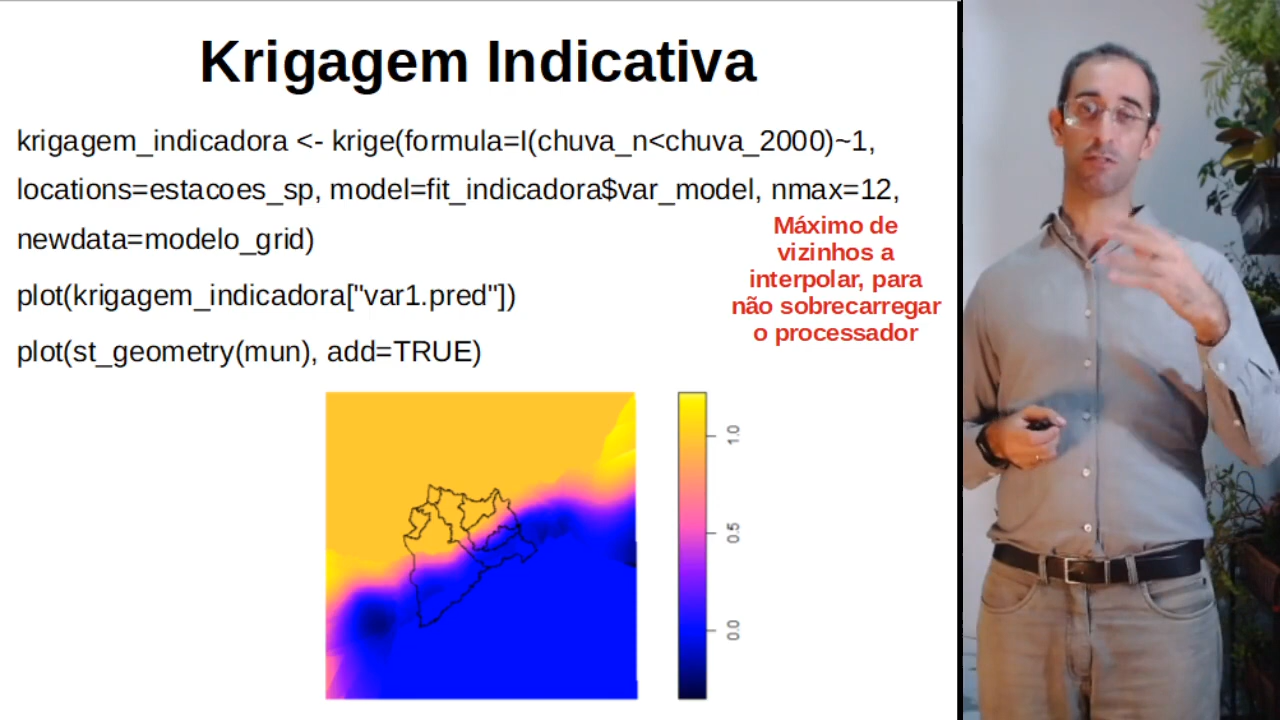 Krigagem Indicativa
krigagem_indicadora <- krige(formula=I(chuva_n<chuva_2000)~1,
locations=estacoes_sp, model=fit_indicadora$var_model, nmax=12,
newdata=modelo_grid)
Máximo de
vizinhos a
interpolar, para
não sobrecarregar
o processador
plot(krigagem_indicadora["var1.pred"])
plot(st_geometry(mun), add=TRUE)
1.0
0.5
0.0